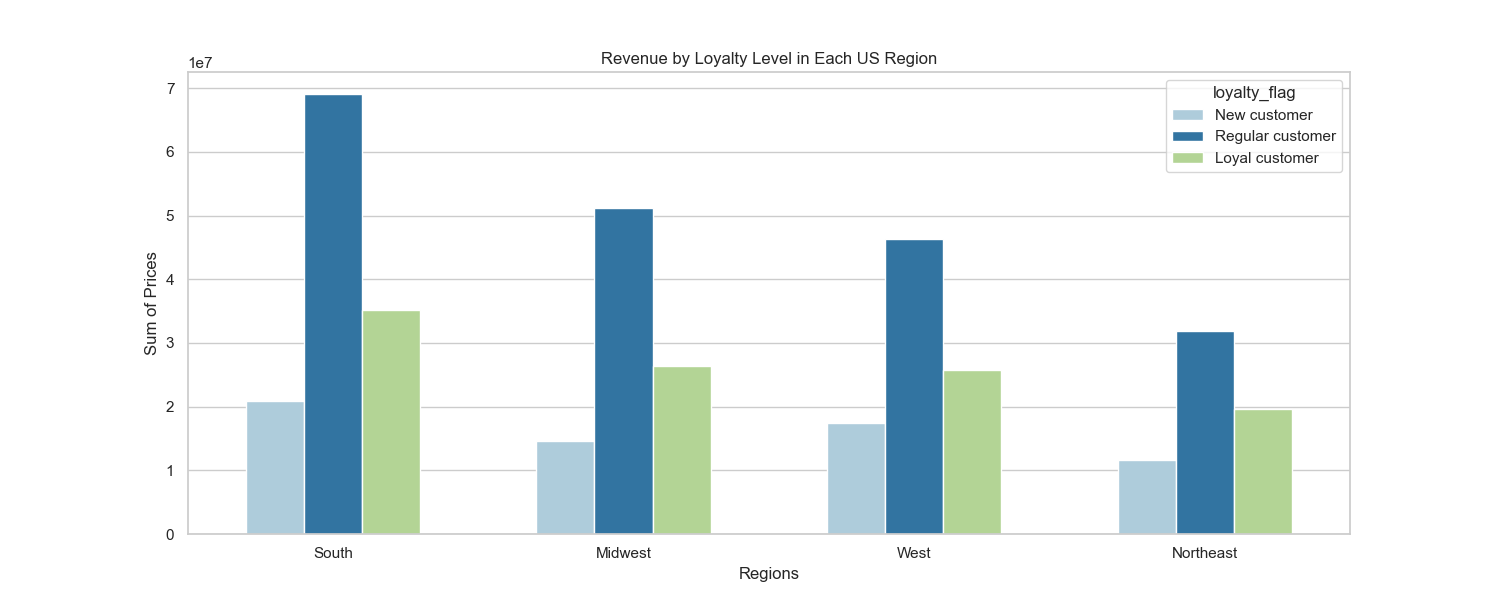 Revenue by Loyalty Level in Each US Region
1e7
loyalty_flag
New customer
Regular customer
Loyal customer
7
6
5
4
3
2
1
0
Sum of Prices
South Midwest West Northeast
Regions